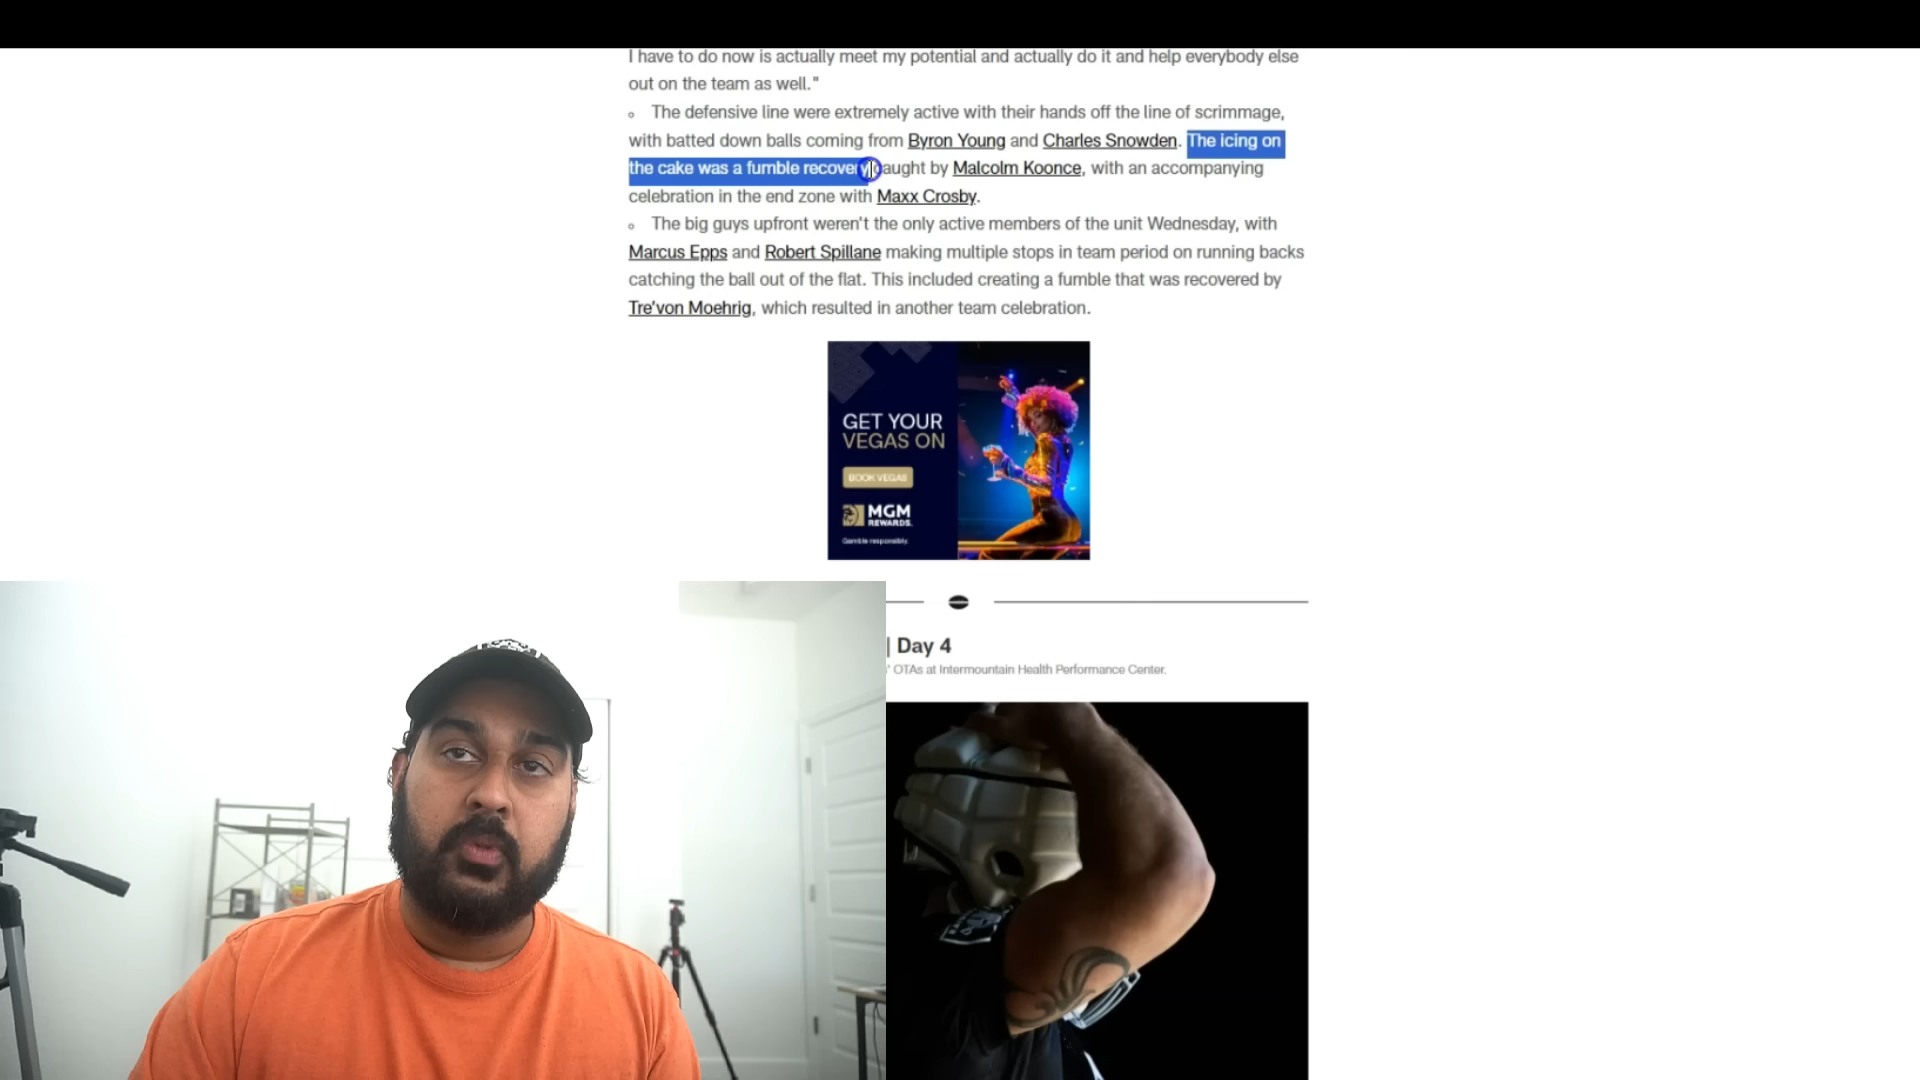 I have to do now is actually meet my potential and actually do it and help everybody else
out on the team as well."
The defensive line were extremely active with their hands off the line of scrimmage,
with batted down balls coming from Byron Young and Charles Snowden. The icing on
the cake was a fumble recovery caught by Malcolm Koonce, with an accompanying
celebration in the end zone with Maxx Crosby.
The big guys upfront weren't the only active members of the unit Wednesday, with
Marcus Epps and Robert Spillane making multiple stops in team period on running backs
catching the ball out of the flat. This included creating a fumble that was recovered by
Tre'von Moehrig, which resulted in another team celebration.
GET YOUR
VEGAS ON
BOOK VEGAS
MGM
REWARDS.
Gamble responsibly.
| Day 4
' OTAs at Intermountain Health Performance Center.